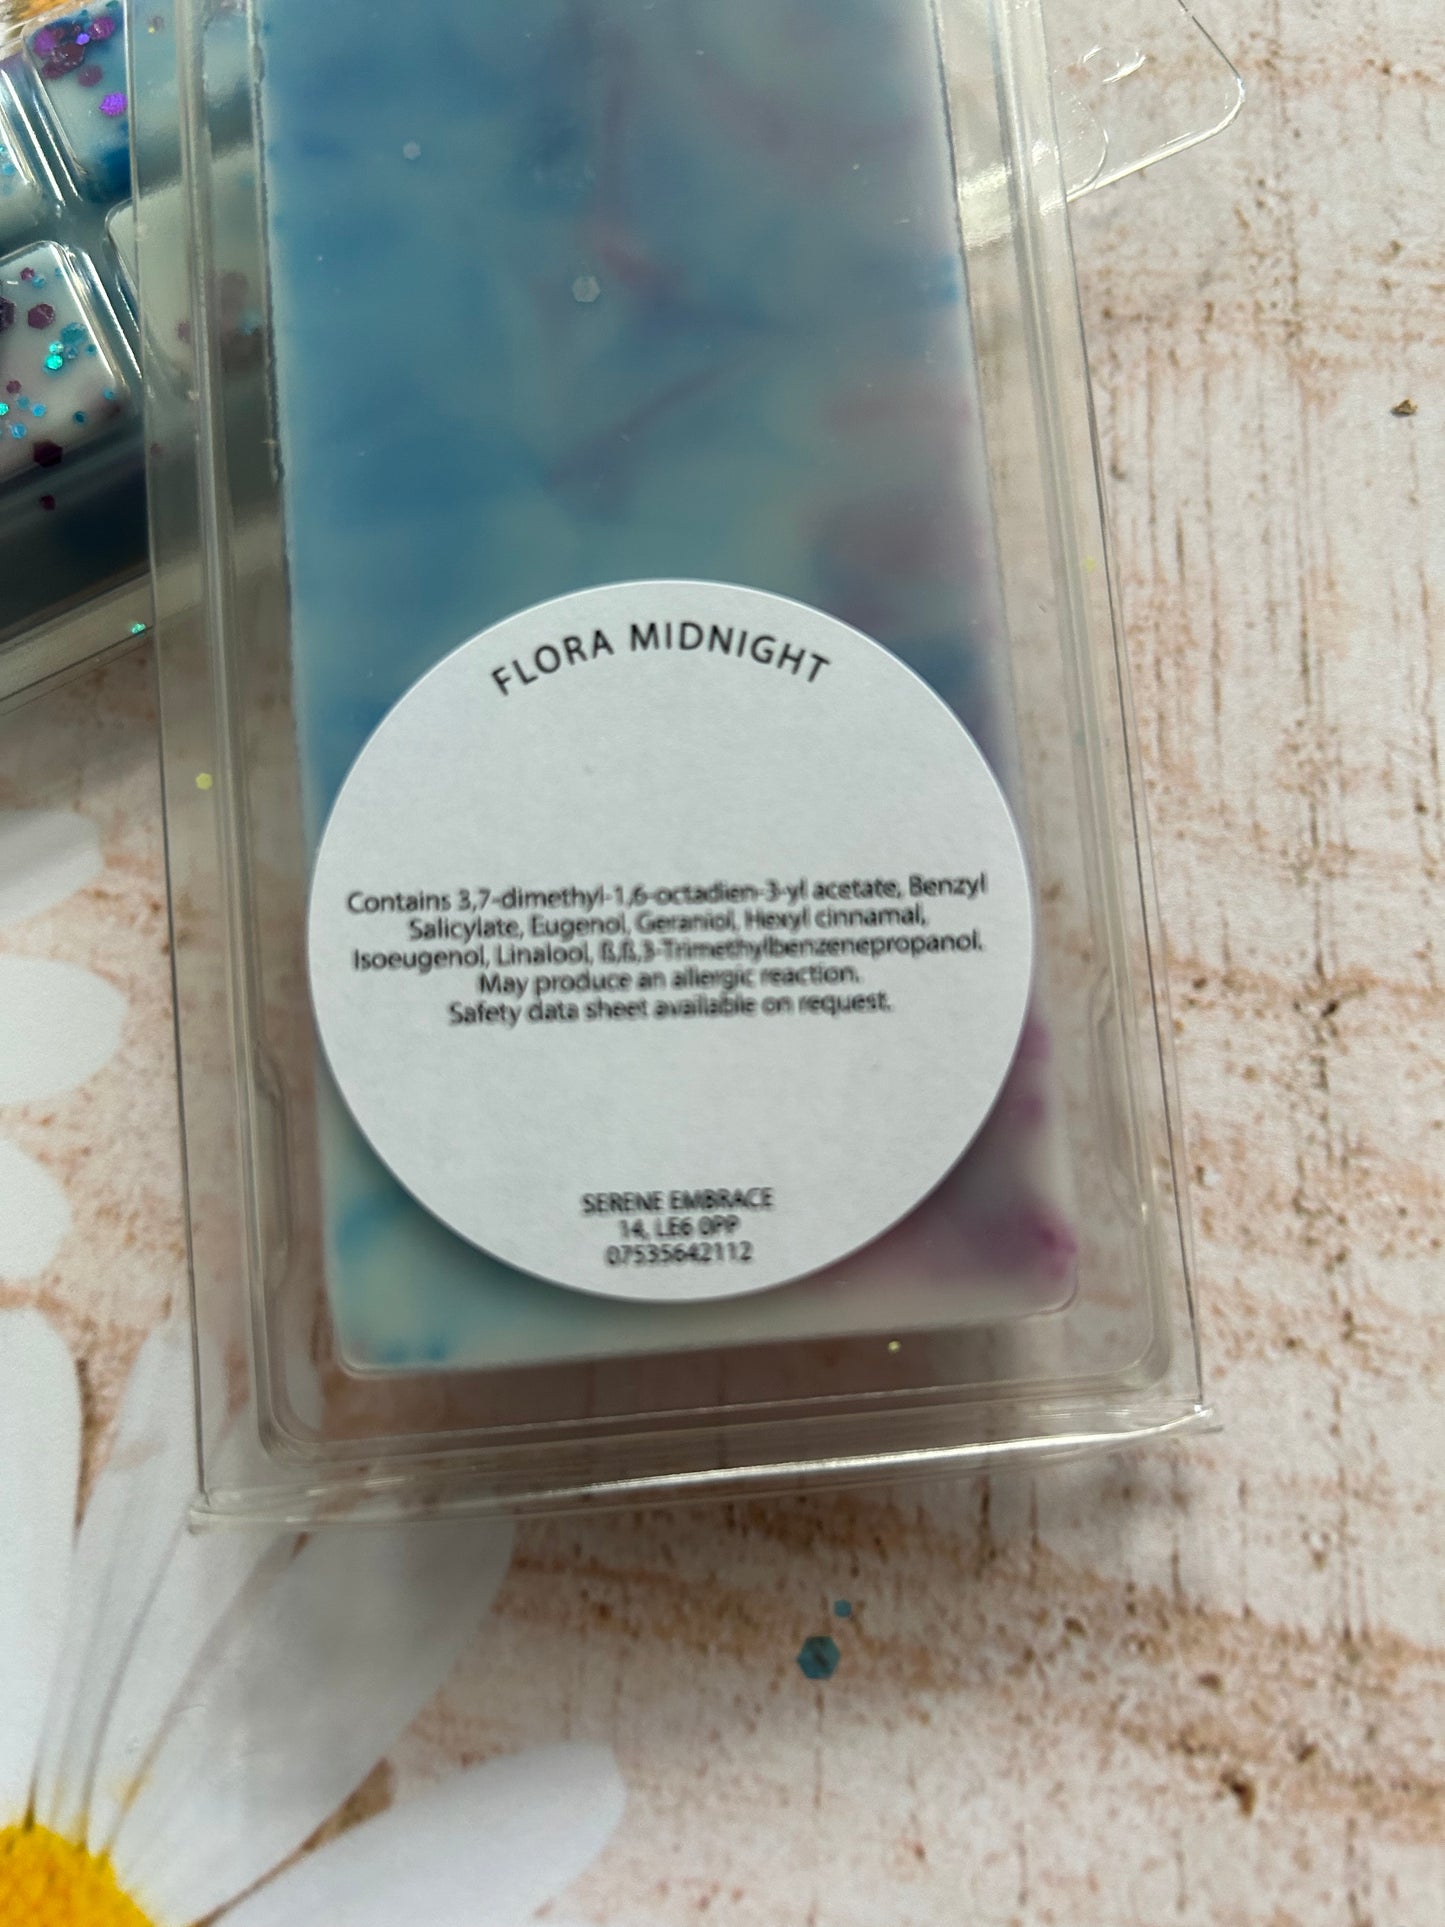 FLORA MIDNIGHT
Contains 3,7-dimethyl-1,6-octadien-3-yl acetate, Benzyl
Salicylate, Eugenol, Geraniol, Hexyl cinnamal,
Isoeugenol, Linalool, ß,ß,3-Trimethylbenzenepropanol.
May produce an allergic reaction.
Safety data sheet available on request.
SERENE EMBRACE
14, LE6 0PP
07535642112